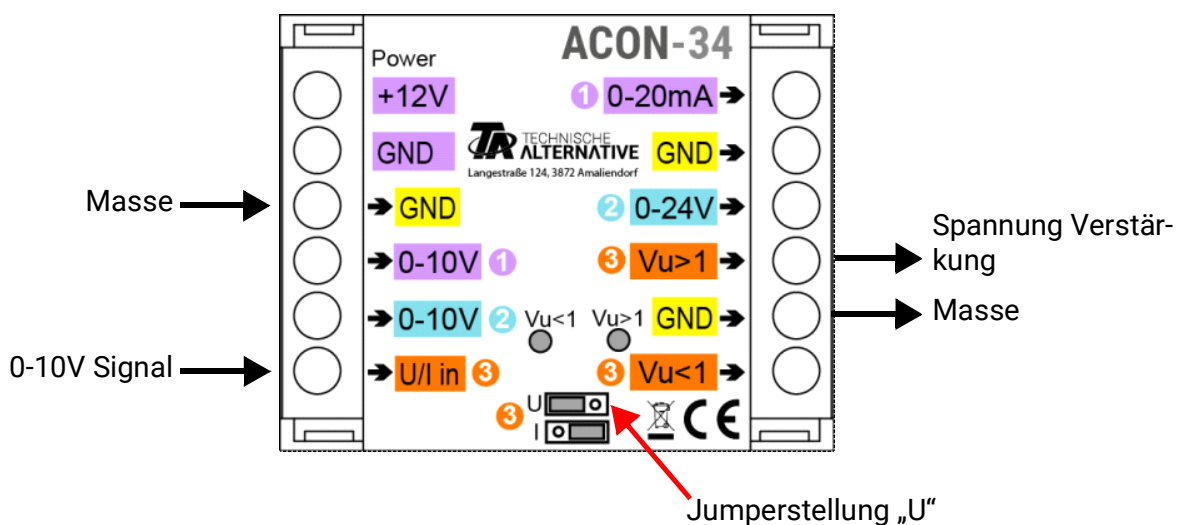 ACON-34
Power
+12V
1 0-20mA
GND
TA TECHNISCHE
ALTERNATIVE
Langestraße 124, 3872 Amaliendorf
GND
Masse
GND
2 0-24V
0-10V 1
3 Vu>1
Spannung Verstär-
kung
0-10V 2
Vu<1
Vu>1
GND
Masse
0-10V Signal
U/I in 3
3 Vu<1
3
U
I
CE
Jumperstellung „U“